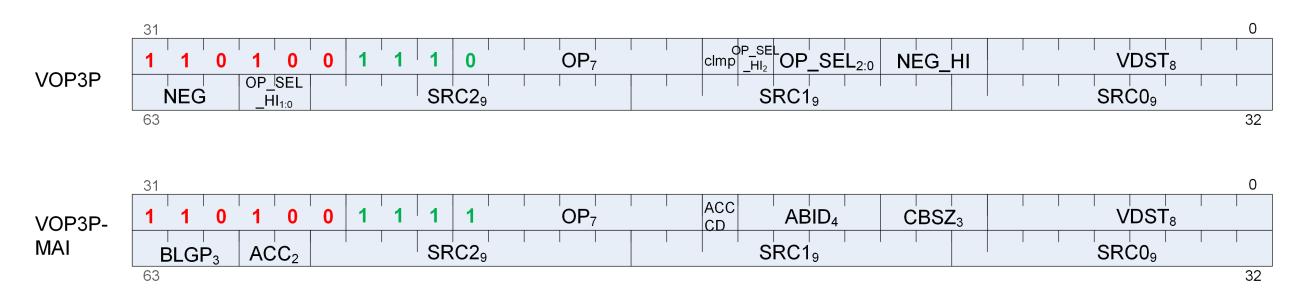 31 0
VOP3P 1 1 0 1 0 0 1 1 1 0 OP7 clmp OP_SEL_HI2 OP_SEL2:0 NEG_HI VDST8
NEG OP_SEL_HI1:0 SRC29 SRC19 SRC09
63 32
31 0
VOP3P-MAI 1 1 0 1 0 0 1 1 1 1 OP7 ACC CD ABID4 CBSZ3 VDST8
BLGP3 ACC2 SRC29 SRC19 SRC09
63 32